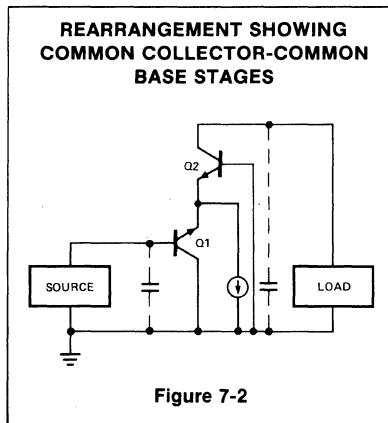 REARRANGEMENT SHOWING
COMMON COLLECTOR-COMMON
BASE STAGES
Q2
Q1
SOURCE
LOAD
Figure 7-2